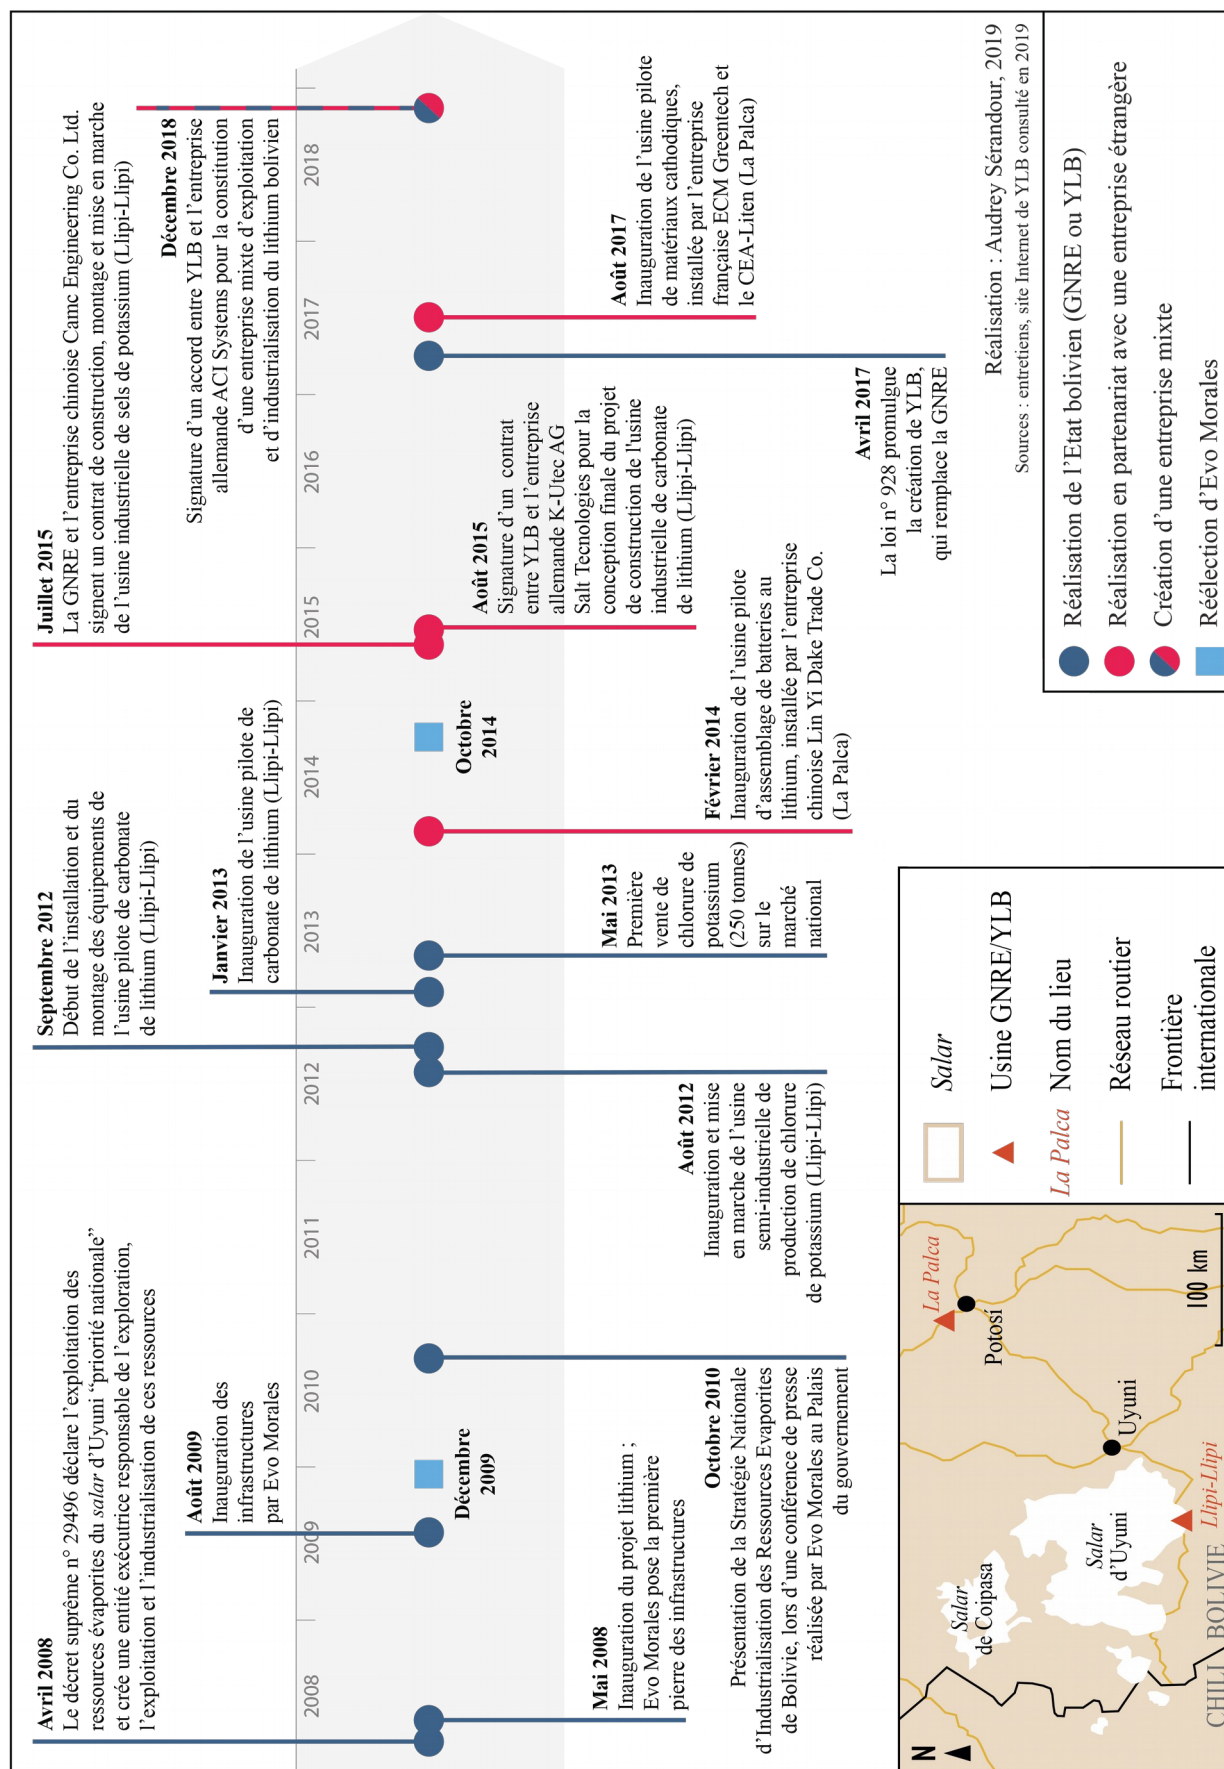 Avril 2008
Le décret suprême n° 29496 déclare l’exploitation des
ressources évaporites du salar d’Uyuni “priorité nationale”
et crée une entité exécutrice responsable de l’exploration,
l’exploitation et l’industrialisation de ces ressources
Août 2009
Inauguration des
infrastructures
par Evo Morales
Septembre 2012
Début de l’installation et du
montage des équipements de
l’usine pilote de carbonate
de lithium (Llipi-Llipi)
Janvier 2013
Inauguration de l’usine pilote de
carbonate de lithium (Llipi-Llipi)
Juillet 2015
La GNRE et l’entreprise chinoise Camc Engineering Co. Ltd.
signent un contrat de construction, montage et mise en marche
de l’usine industrielle de sels de potassium (Llipi-Llipi)
Décembre 2018
Signature d’un accord entre YLB et l’entreprise
allemande ACI Systems pour la constitution
d’une entreprise mixte d’exploitation
et d’industrialisation du lithium bolivien
2008
2009
2010
2011
2012
2013
2014
2015
2016
2017
2018
Décembre
2009
Octobre
2014
Mai 2008
Inauguration du projet lithium ;
Evo Morales pose la première
pierre des infrastructures
Octobre 2010
Présentation de la Stratégie Nationale
d’Industrialisation des Ressources Evaporites
de Bolivie, lors d’une conférence de presse
réalisée par Evo Morales au Palais
du gouvernement
Août 2012
Inauguration et mise
en marche de l’usine
semi-industrielle de
production de chlorure
de potassium (Llipi-Llipi)
Mai 2013
Première
vente de
chlorure de
potassium
(250 tonnes)
sur le
marché
national
Février 2014
Inauguration de l’usine pilote
d’assemblage de batteries au
lithium, installée par l’entreprise
chinoise Lin Yi Dake Trade Co.
(La Palca)
Août 2015
Signature d’un contrat
entre YLB et l’entreprise
allemande K-Utec AG
Salt Tecnologies pour la
conception finale du projet
de construction de l'usine
industrielle de carbonate
de lithium (Llipi-Llipi)
Avril 2017
La loi n° 928 promulgue
la création de YLB,
qui remplace la GNRE
Août 2017
Inauguration de l’usine pilote
de matériaux cathodiques,
installée par l’entreprise
française ECM Greentech et
le CEA-Liten (La Palca)
Réalisation : Audrey Sérandour, 2019
Sources : entretiens, site Internet de YLB consulté en 2019
N
Salar
de Coipasa
Salar
d’Uyuni
Uyuni
Potosí
La Palca
Llipi-Llipi
CHILI
BOLIVIE
100 km
Salar
Usine GNRE/YLB
La Palca
Nom du lieu
Réseau routier
Frontière
internationale
Réalisation de l’Etat bolivien (GNRE ou YLB)
Réalisation en partenariat avec une entreprise étrangère
Création d’une entreprise mixte
Réélection d’Evo Morales